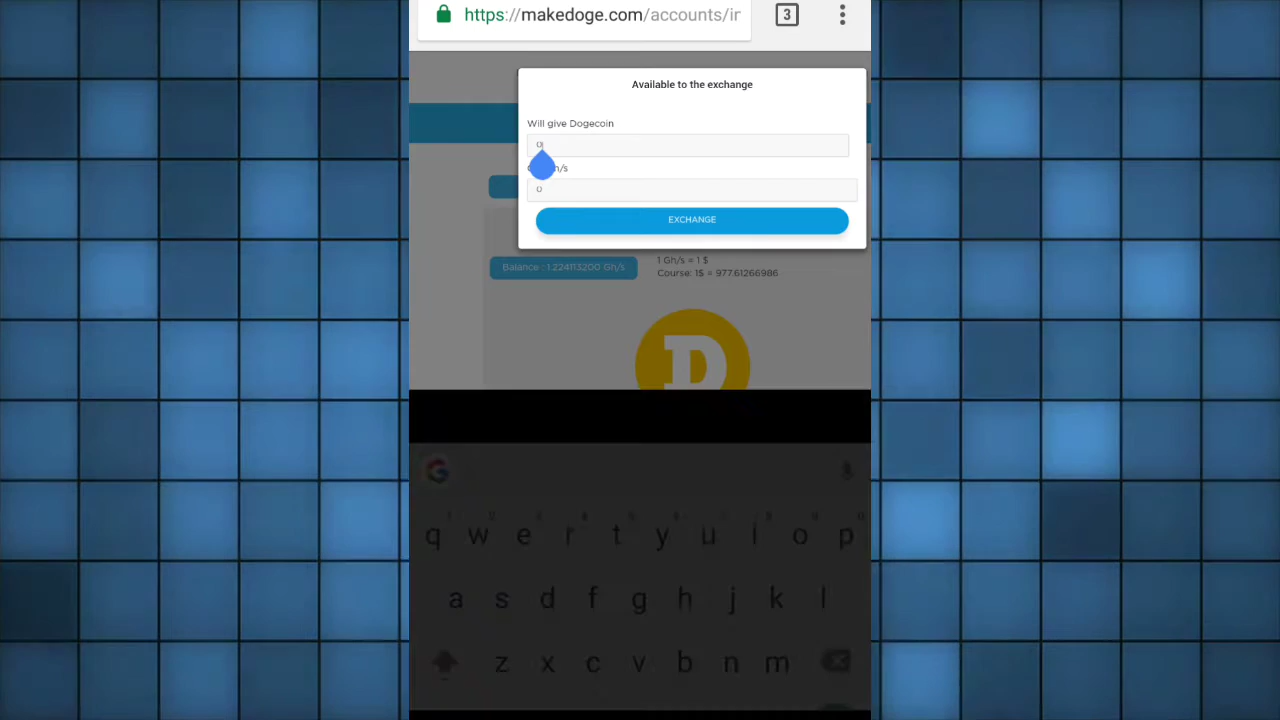 https://makedoge.com/accounts/ir
3
Available to the exchange
Will give Dogecoin
0
h/s
0
EXCHANGE
Balance : 1.224113200 Gh/s
1 Gh/s = 1 $
Course: 1$ = 977.61266986
D
G
q w e r t y u i o p
a s d f g h j k l
z x c v b n m